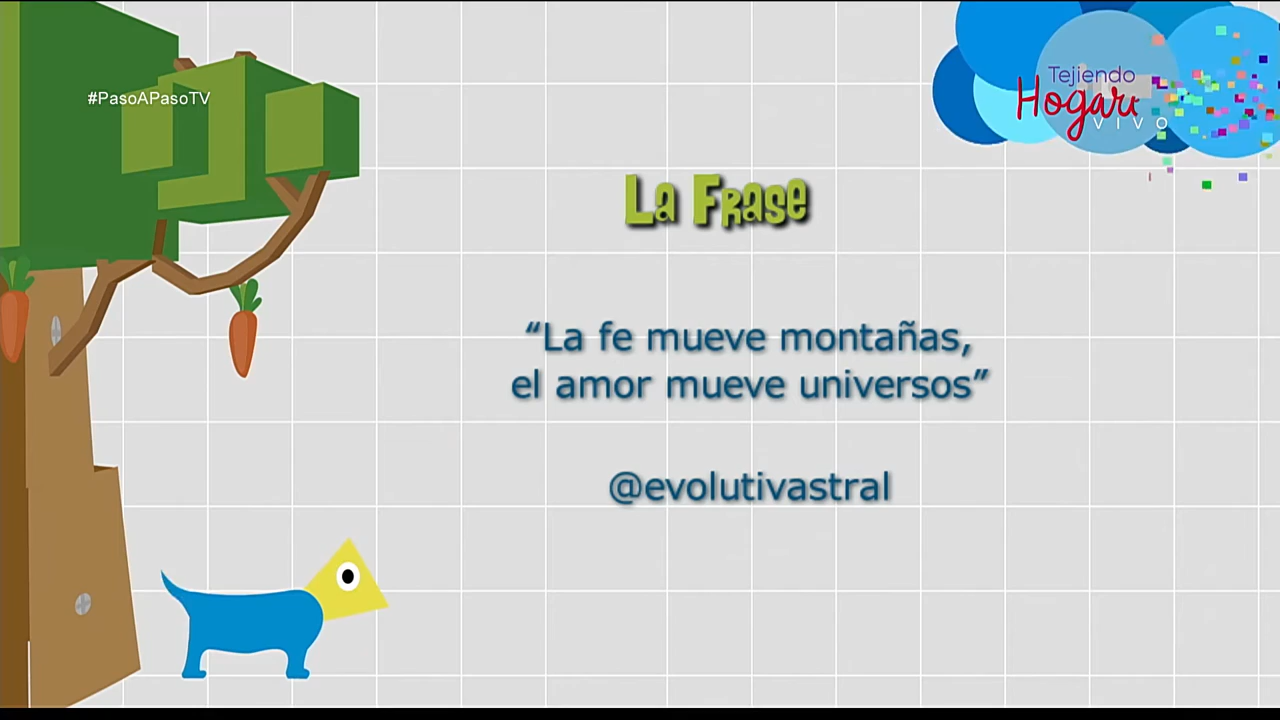 #PasoAPasoTV
Tejiendo
Hogar
VIVO
La Frase
“La fe mueve montañas,
el amor mueve universos”
@evolutivastral